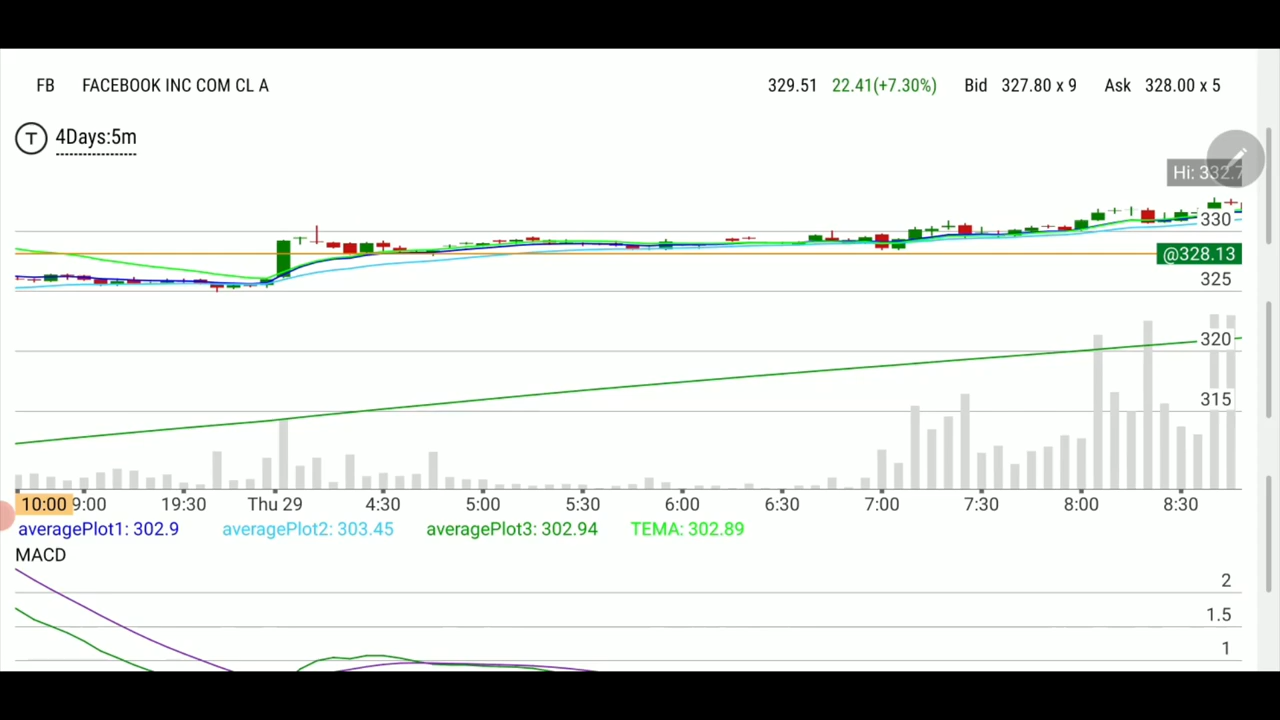 FB FACEBOOK INC COM CL A 329.51 22.41(+7.30%) Bid 327.80 x 9 Ask 328.00 x 5
T 4Days:5m
Hi: 332.7
330
@328.13
325
320
315
10:00 9:00 19:30 Thu 29 4:30 5:00 5:30 6:00 6:30 7:00 7:30 8:00 8:30
averagePlot1: 302.9 averagePlot2: 303.45 averagePlot3: 302.94 TEMA: 302.89
MACD
2
1.5
1